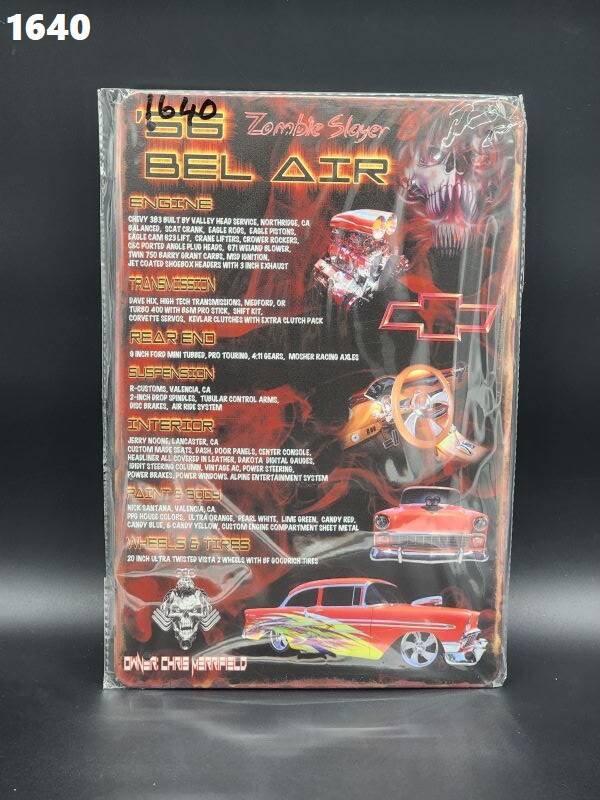 1640
1640
'56 Zombie Slayer
BEL AIR
ENGINE
CHEVY 383 BUILT BY VALLEY HEAD SERVICE, NORTHRIDGE, CA
BALANCED, SCAT CRANK, EAGLE RODS, EAGLE PISTONS,
EAGLE CAM 623 LIFT, CRANE LIFTERS, CROWER ROCKERS,
CNC PORTED ANGLE PLUG HEADS, 671 WEIAND BLOWER,
TWIN 750 BARRY GRANT CARBS, MSD IGNITION,
JET COATED SHOEBOX HEADERS WITH 3 INCH EXHAUST
TRANSMISSION
DAVE HIX, HIGH TECH TRANSMISSIONS, MEDFORD, OR
TURBO 400 WITH B&M PRO STICK, SHIFT KIT,
CORVETTE SERVOS, KEVLAR CLUTCHES WITH EXTRA CLUTCH PACK
REAR END
9 INCH FORD MINI TUBBED, PRO TOURING, 4:11 GEARS, MOSHER RACING AXLES
SUSPENSION
R-CUSTOMS, VALENCIA, CA
2-INCH DROP SPINDLES, TUBULAR CONTROL ARMS,
DISC BRAKES, AIR RIDE SYSTEM
INTERIOR
JERRY NOONE, LANCASTER, CA
CUSTOM MADE SEATS, DASH, DOOR PANELS, CENTER CONSOLE,
HEADLINER ALL COVERED IN LEATHER, DAKOTA DIGITAL GAUGES,
IDIDIT STEERING COLUMN, VINTAGE AC, POWER STEERING,
POWER BRAKES, POWER WINDOWS, ALPINE ENTERTAINMENT SYSTEM
PAINT & BODY
NICK SANTANA, VALENCIA, CA
PPG HOUSE COLORS, ULTRA ORANGE, PEARL WHITE, LIME GREEN, CANDY RED,
CANDY BLUE, & CANDY YELLOW, CUSTOM ENGINE COMPARTMENT SHEET METAL
WHEELS & TIRES
20 INCH ULTRA TWISTED VISTA 2 WHEELS WITH BF GOODRICH TIRES
OWNER CHRIS MERRIFIELD